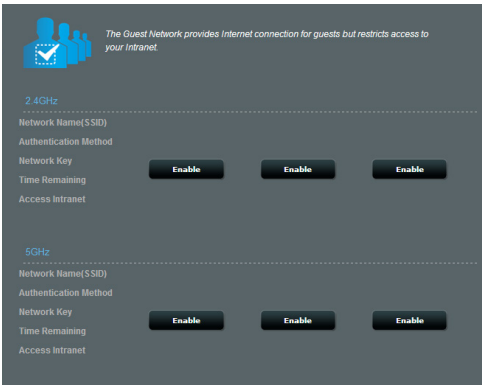 The Guest Network provides Internet connection for guests but restricts access to
your Intranet.
2.4GHz
Network Name(SSID)
Authentication Method
Network Key
Enable Enable Enable
Time Remaining
Access Intranet
5GHz
Network Name(SSID)
Authentication Method
Network Key
Enable Enable Enable
Time Remaining
Access Intranet